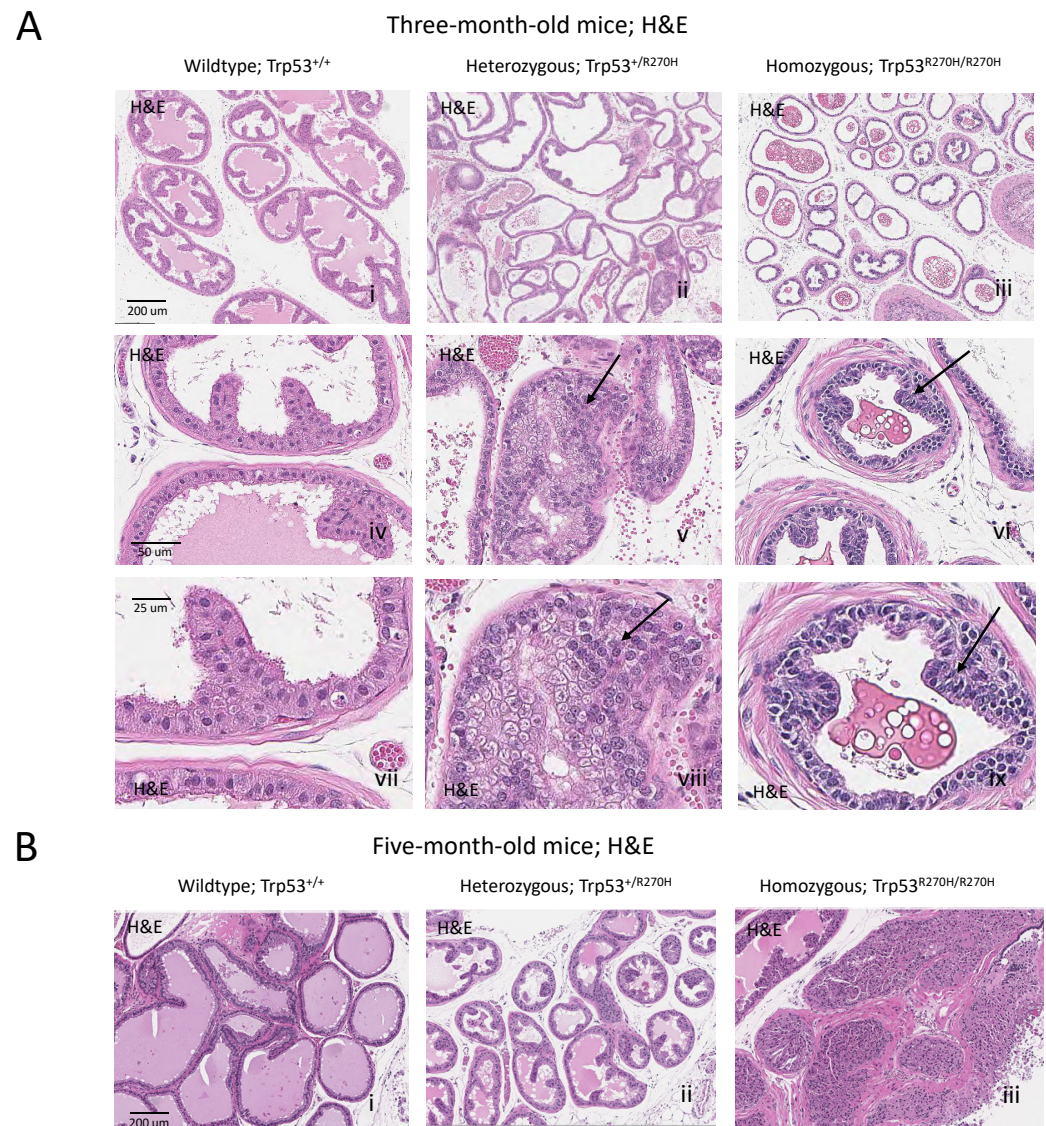 A
Three-month-old mice; H&E
Wildtype; Trp53+/+
Heterozygous; Trp53+/R270H
Homozygous; Trp53R270H/R270H
H&E
200 um
i
H&E
ii
H&E
iii
H&E
50 um
iv
H&E
v
H&E
vi
25 um
H&E
vii
H&E
viii
H&E
ix
B
Five-month-old mice; H&E
Wildtype; Trp53+/+
Heterozygous; Trp53+/R270H
Homozygous; Trp53R270H/R270H
H&E
200 um
i
H&E
ii
H&E
iii